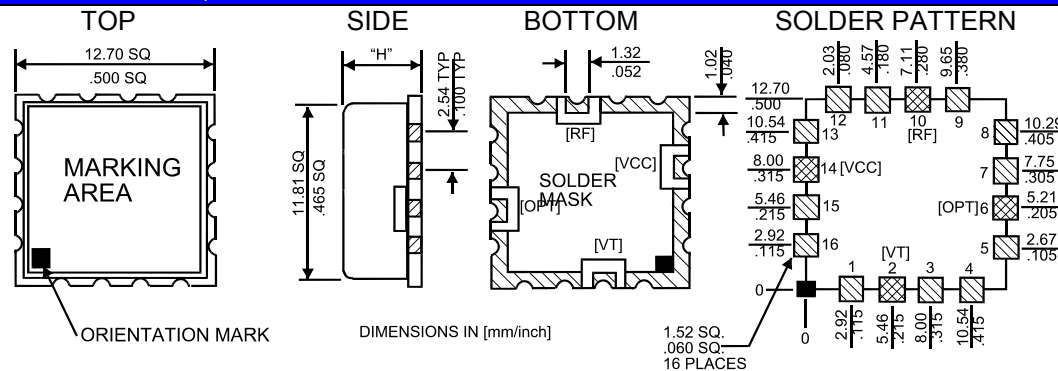 TOP
SIDE
BOTTOM
SOLDER PATTERN
12.70 SQ
.500 SQ
MARKING
AREA
ORIENTATION MARK
“H”
2.54 TYP
.100 TYP
11.81 SQ
.465 SQ
DIMENSIONS IN [mm/inch]
1.32
.052
1.02
.040
[RF]
[VCC]
SOLDER
MASK
[OPT]
[VT]
2.03
.080
4.57
.180
7.11
.280
9.65
.380
12.70
.500
12
11
10
9
[RF]
10.54
.415
13
8
10.29
.405
8.00
.315
14 [VCC]
7
7.75
.305
5.46
.215
15
[OPT] 6
5.21
.205
2.92
.115
16
5
2.67
.105
[VT]
1
2
3
4
0
0
2.92
.115
5.46
.215
8.00
.315
10.54
.415
1.52 SQ.
.060 SQ.
16 PLACES